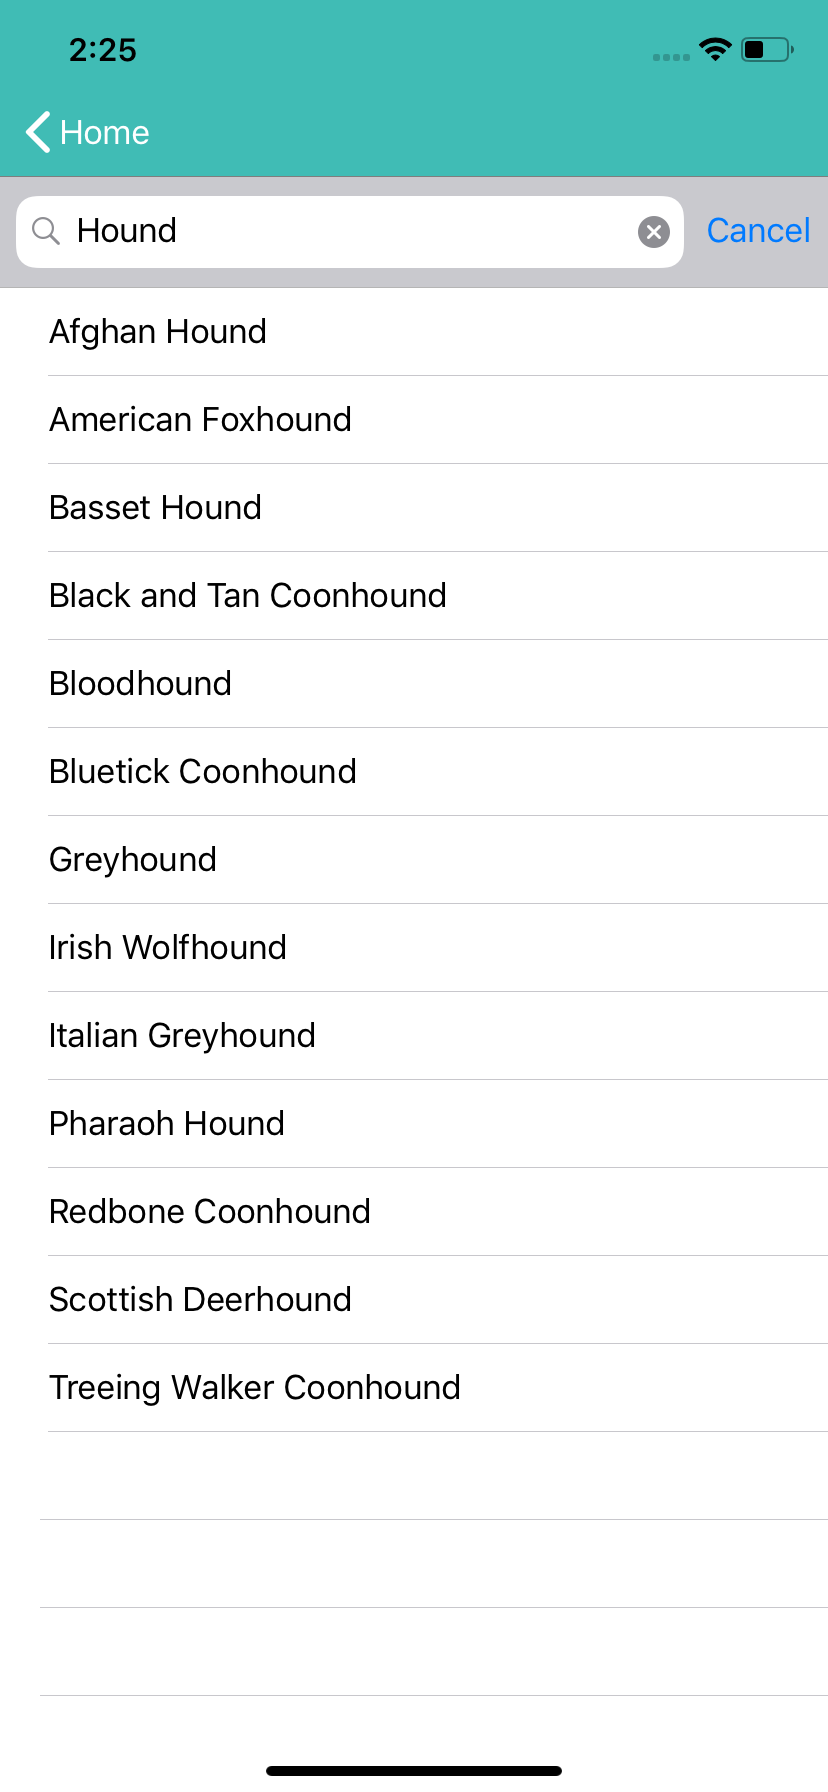 2:25
Home
Hound
Cancel
Afghan Hound
American Foxhound
Basset Hound
Black and Tan Coonhound
Bloodhound
Bluetick Coonhound
Greyhound
Irish Wolfhound
Italian Greyhound
Pharaoh Hound
Redbone Coonhound
Scottish Deerhound
Treeing Walker Coonhound